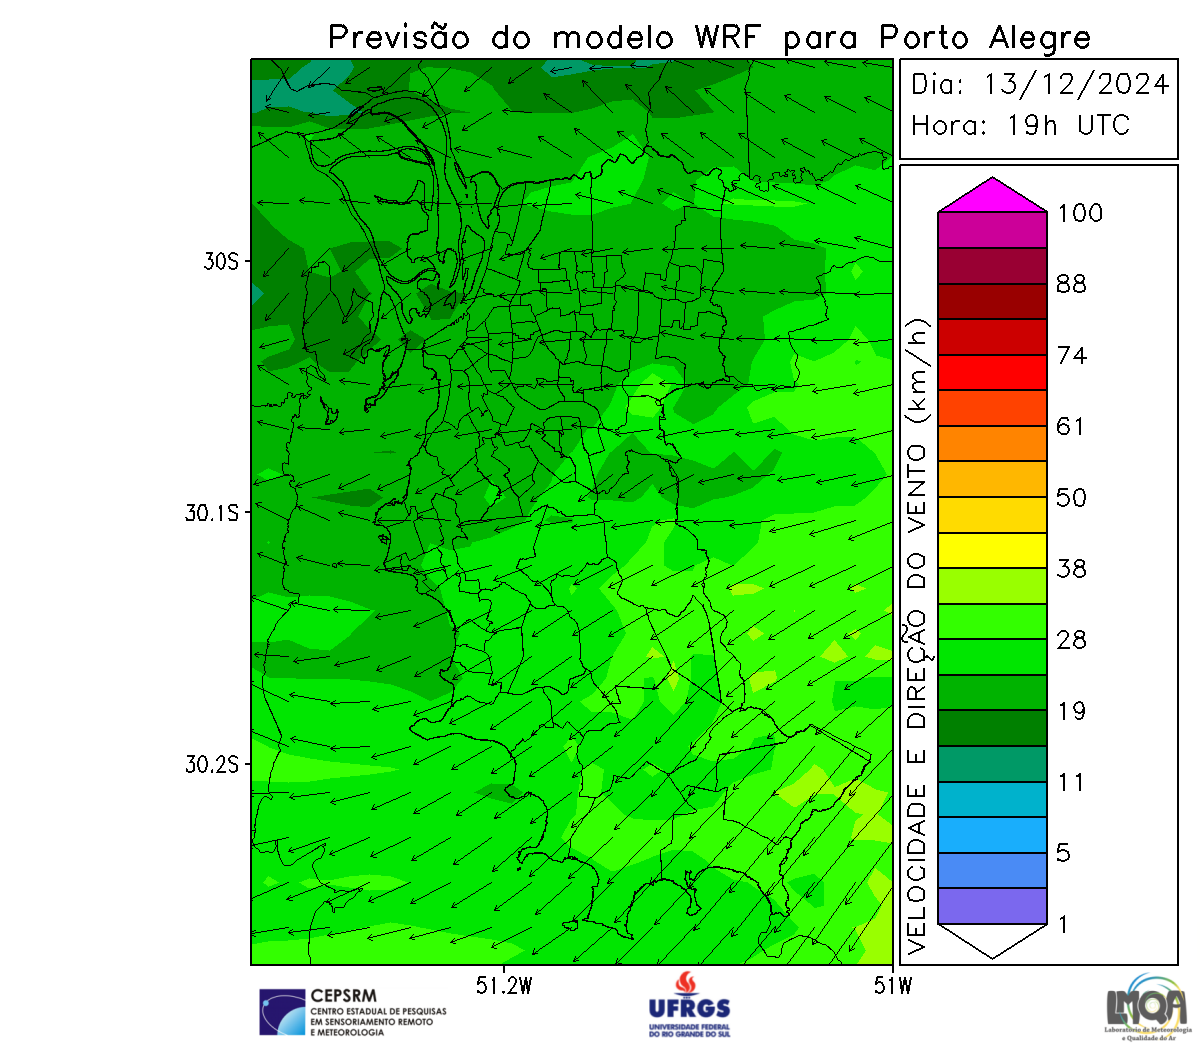 Previsão do modelo WRF para Porto Alegre
Dia: 13/12/2024
Hora: 19h UTC
30S
30.1S
30.2S
51.2W
51W
VELOCIDADE E DIREÇÃO DO VENTO (km/h)
100
88
74
61
50
38
28
19
11
5
1
CEPSRM
CENTRO ESTADUAL DE PESQUISAS
EM SENSORIAMENTO REMOTO
E METEOROLOGIA
UFRGS
UNIVERSIDADE FEDERAL
DO RIO GRANDE DO SUL
LMQA
Laboratório de Meteorologia
e Qualidade do Ar